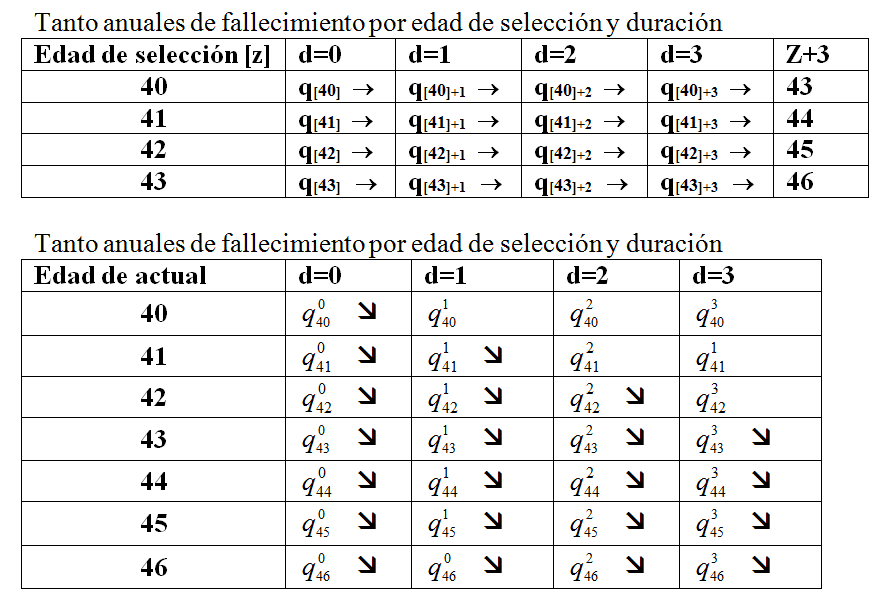 Tanto anuales de fallecimiento por edad de selección y duración
Edad de selección [z] d=0 d=1 d=2 d=3 Z+3
40 q[40] → q[40]+1 → q[40]+2 → q[40]+3 → 43
41 q[41] → q[41]+1 → q[41]+2 → q[41]+3 → 44
42 q[42] → q[42]+1 → q[42]+2 → q[42]+3 → 45
43 q[43] → q[43]+1 → q[43]+2 → q[43]+3 → 46
Tanto anuales de fallecimiento por edad de selección y duración
Edad de actual d=0 d=1 d=2 d=3
40 q_{40}^{0} ➘ q_{40}^{1} q_{40}^{2} q_{40}^{3}
41 q_{41}^{0} ➘ q_{41}^{1} ➘ q_{41}^{2} q_{41}^{1}
42 q_{42}^{0} ➘ q_{42}^{1} ➘ q_{42}^{2} ➘ q_{42}^{3}
43 q_{43}^{0} ➘ q_{43}^{1} ➘ q_{43}^{2} ➘ q_{43}^{3} ➘
44 q_{44}^{0} ➘ q_{44}^{1} ➘ q_{44}^{2} ➘ q_{44}^{3} ➘
45 q_{45}^{0} ➘ q_{45}^{1} ➘ q_{45}^{2} ➘ q_{45}^{3} ➘
46 q_{46}^{0} ➘ q_{46}^{0} ➘ q_{46}^{2} ➘ q_{46}^{3} ➘